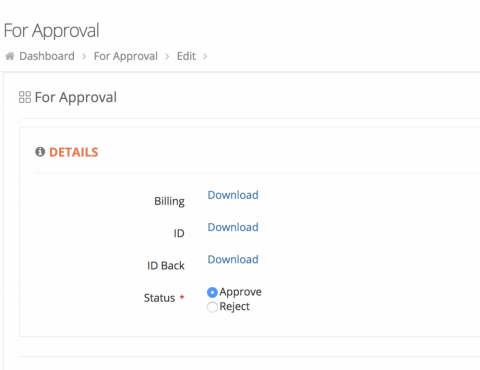 For Approval
Dashboard > For Approval > Edit >
For Approval
DETAILS
Billing Download
ID Download
ID Back Download
Status * Approve
Reject